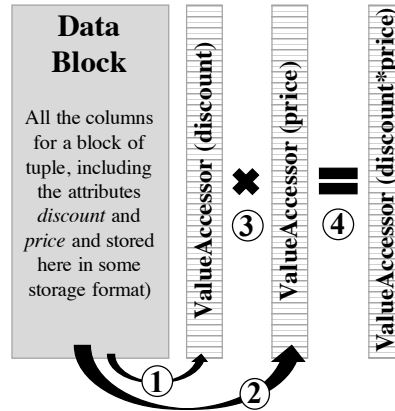 Data
Block
All the columns
for a block of
tuple, including
the attributes
discount and
price and stored
here in some
storage format)
ValueAccessor (discount)
✖
③
ValueAccessor (price)
=
④
ValueAccessor (discount*price)
①
②